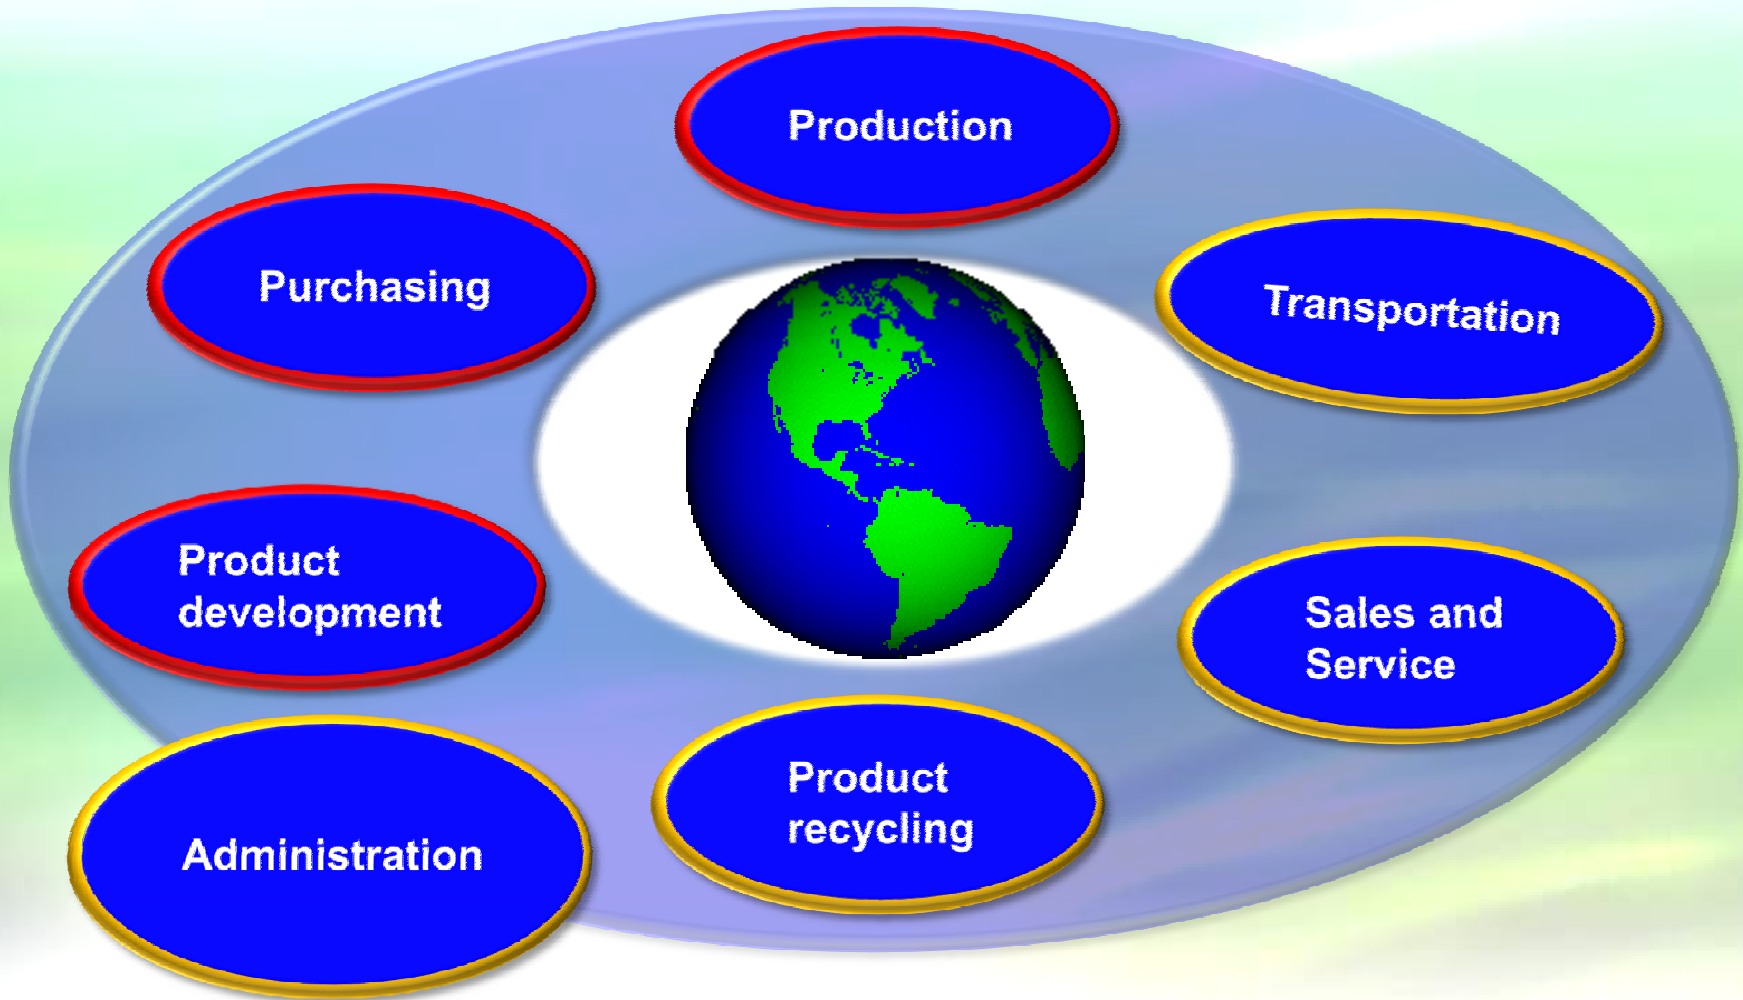 Production
Purchasing
Transportation
Product
development
Sales and
Service
Product
recycling
Administration